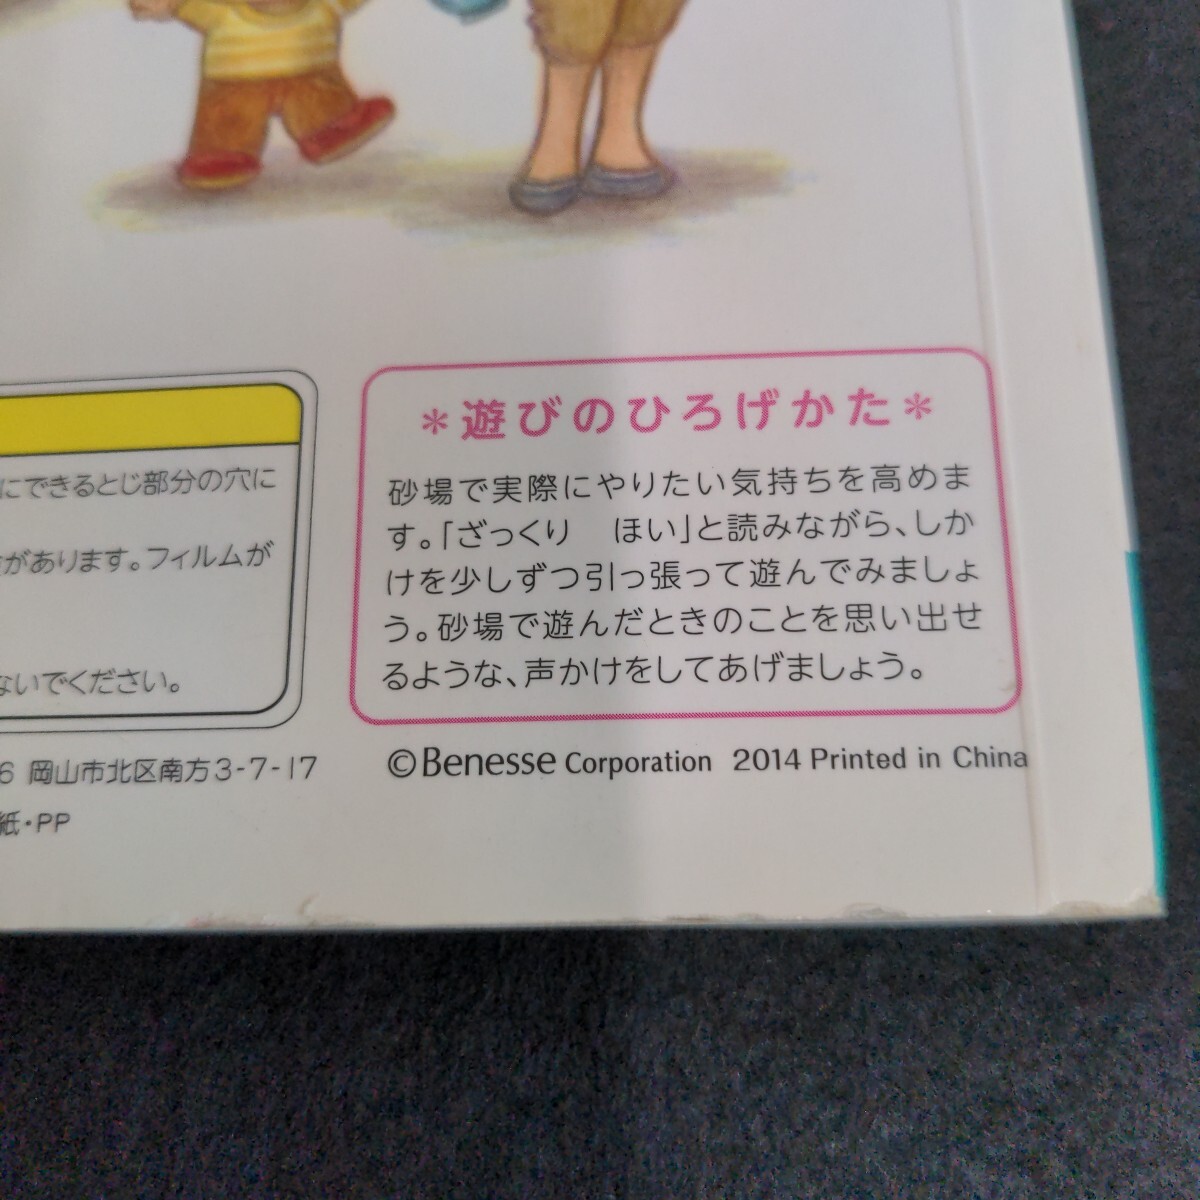 にできるとじ部分の穴に
があります。フィルムが
ないでください。
＊遊びのひろげかた＊
砂場で実際にやりたい気持ちを高めま
す。「ざっくり　ほい」と読みながら、しか
けを少しずつ引っ張って遊んでみましょ
う。砂場で遊んだときのことを思い出せ
るような、声かけをしてあげましょう。
6 岡山市北区南方3-7-17
©Benesse Corporation 2014 Printed in China
紙・PP